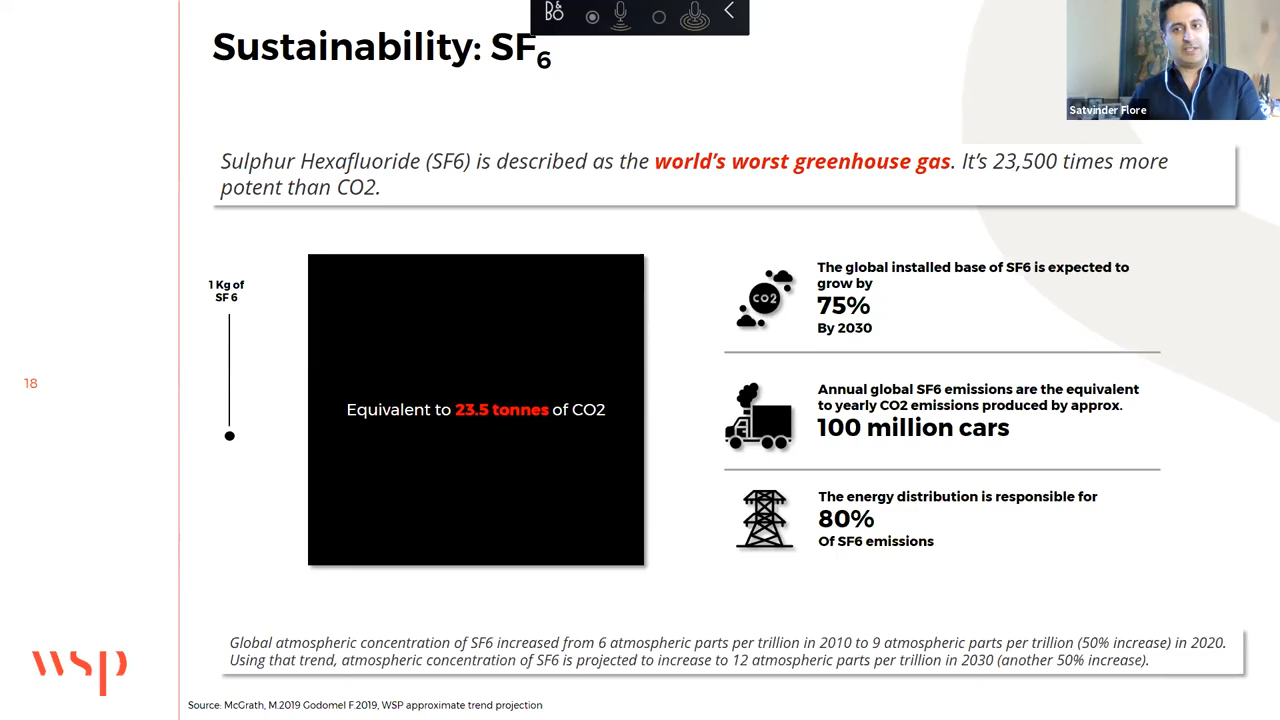 B&O
Sustainability: SF6
Satvinder Flore
Sulphur Hexafluoride (SF6) is described as the world's worst greenhouse gas. It's 23,500 times more
potent than CO2.
1 Kg of
SF 6
Equivalent to 23.5 tonnes of CO2
CO2
The global installed base of SF6 is expected to
grow by
75%
By 2030
Annual global SF6 emissions are the equivalent
to yearly CO2 emissions produced by approx.
100 million cars
The energy distribution is responsible for
80%
Of SF6 emissions
18
Global atmospheric concentration of SF6 increased from 6 atmospheric parts per trillion in 2010 to 9 atmospheric parts per trillion (50% increase) in 2020.
Using that trend, atmospheric concentration of SF6 is projected to increase to 12 atmospheric parts per trillion in 2030 (another 50% increase).
wsp
Source: McGrath, M.2019 Godomel F.2019, WSP approximate trend projection